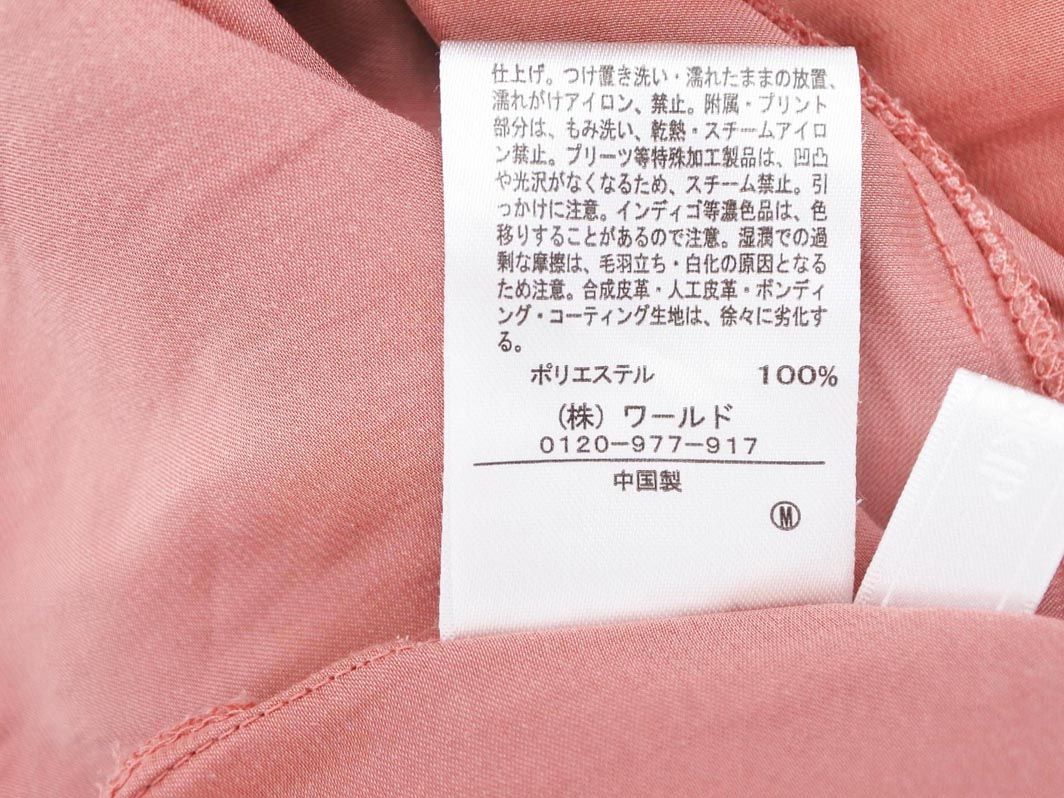 仕上げ。つけ置き洗い・濡れたままの放置、
濡れがけアイロン、禁止。附属・プリント
部分は、もみ洗い、乾熱・スチームアイロ
ン禁止。プリーツ等特殊加工製品は、凹凸
や光沢がなくなるため、スチーム禁止。引
っかけに注意。インディゴ等濃色品は、色
移りすることがあるので注意。湿潤での過
剰な摩擦は、毛羽立ち・白化の原因となる
ため注意。合成皮革・人工皮革・ボンディ
ング・コーティング生地は、徐々に劣化す
る。
ポリエステル 100%
(株) ワールド
0120-977-917
中国製
Ⓜ